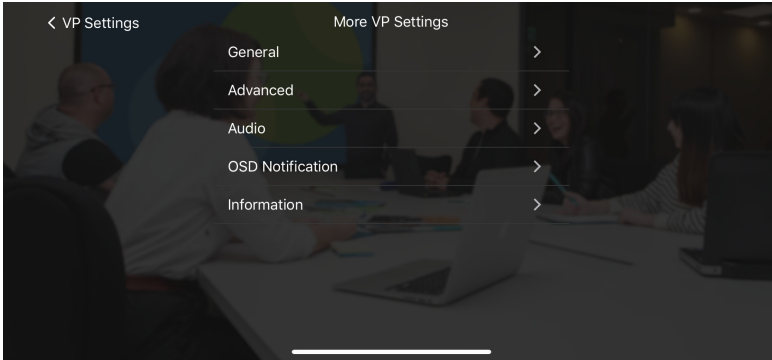 VP Settings
More VP Settings
General
Advanced
Audio
OSD Notification
Information